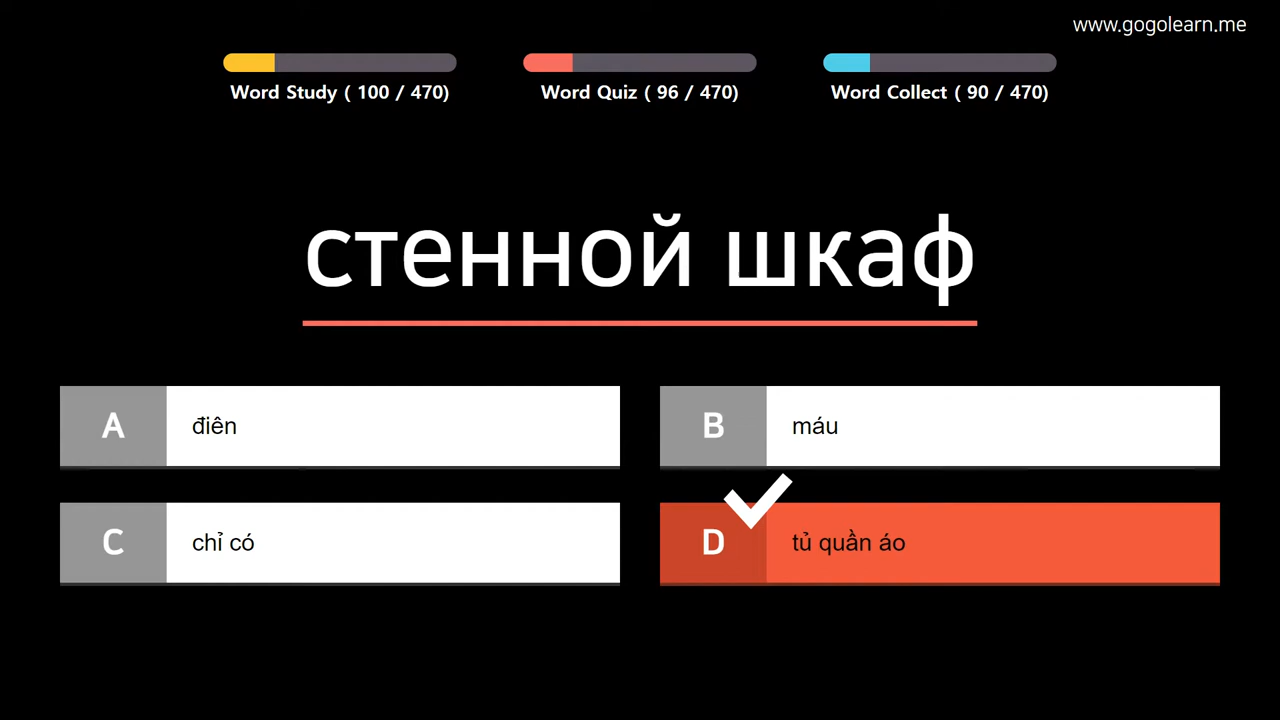 www.gogolearn.me
Word Study ( 100 / 470)
Word Quiz ( 96 / 470)
Word Collect ( 90 / 470)
стенной шкаф
A điên
B máu
C chỉ có
D tủ quần áo